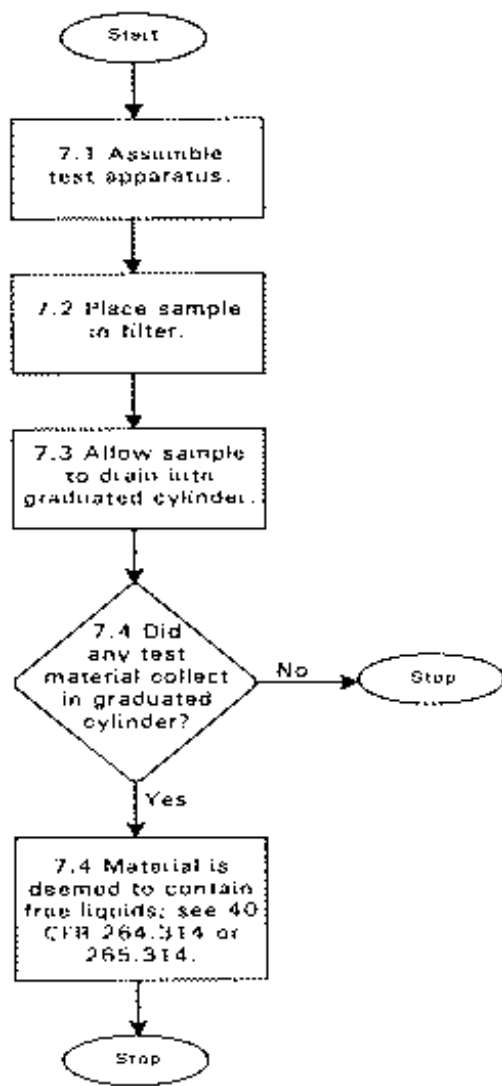 Start
7.1 Assumble
test apparatus.
7.2 Place sample
in filter.
7.3 Allow sample
to drain into
graduated cylinder.
7.4 Did
any test
material collect
in graduated
cylinder?
No
Stop
Yes
7.4 Material is
deemed to contain
free liquids; see 40
CFR 264.314 or
265.314.
Stop